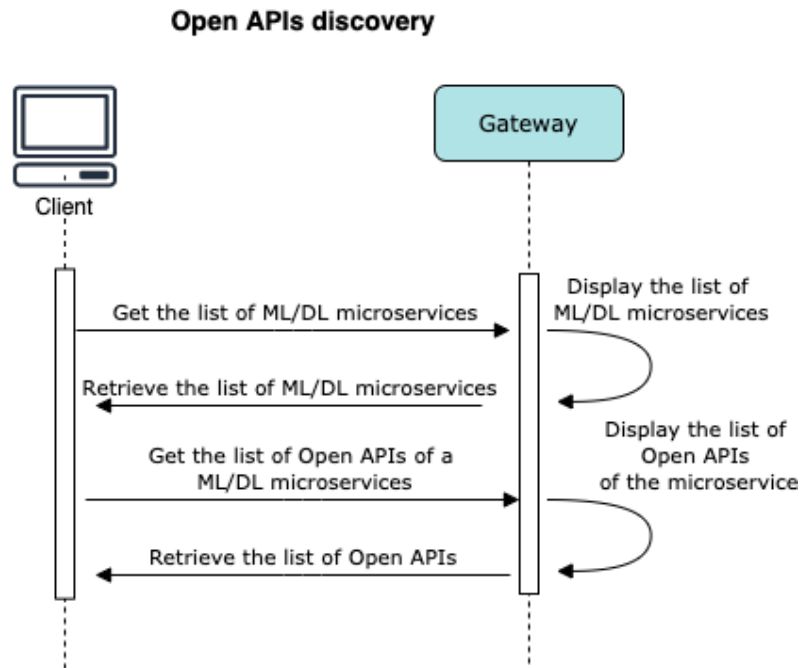 Open APIs discovery
Gateway
Client
Display the list of
ML/DL microservices
Get the list of ML/DL microservices
Retrieve the list of ML/DL microservices
Display the list of
Open APIs
of the microservice
Get the list of Open APIs of a
ML/DL microservices
Retrieve the list of Open APIs